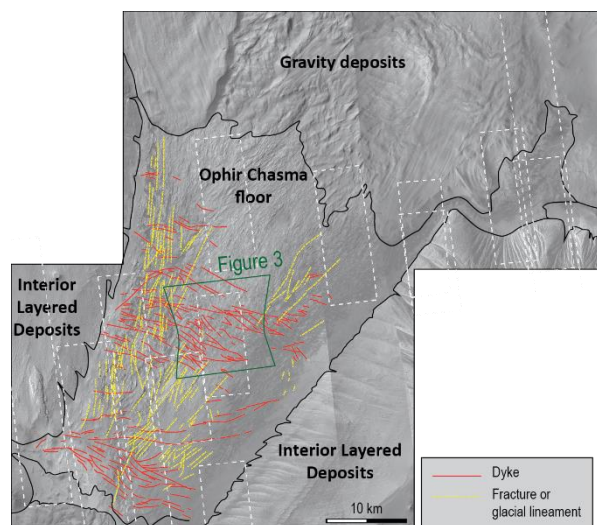 Gravity deposits
Ophir Chasma
floor
Figure 3
Interior
Layered
Deposits
Interior Layered
Deposits
10 km
Dyke
Fracture or
glacial lineament